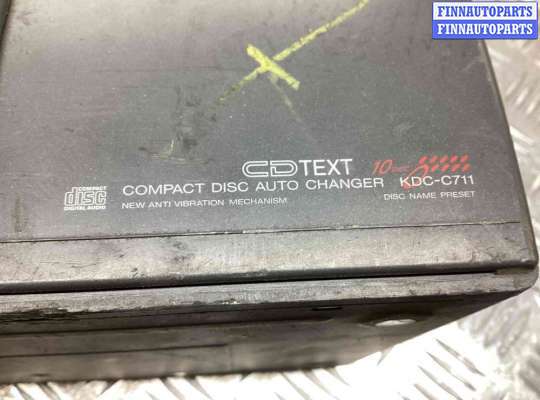 FINNAUTOPARTS
FINNAUTOPARTS
CD TEXT
10 DISC
COMPACT disc DIGITAL AUDIO
COMPACT DISC AUTO CHANGER KDC-C711
NEW ANTI VIBRATION MECHANISM
DISC NAME PRESET